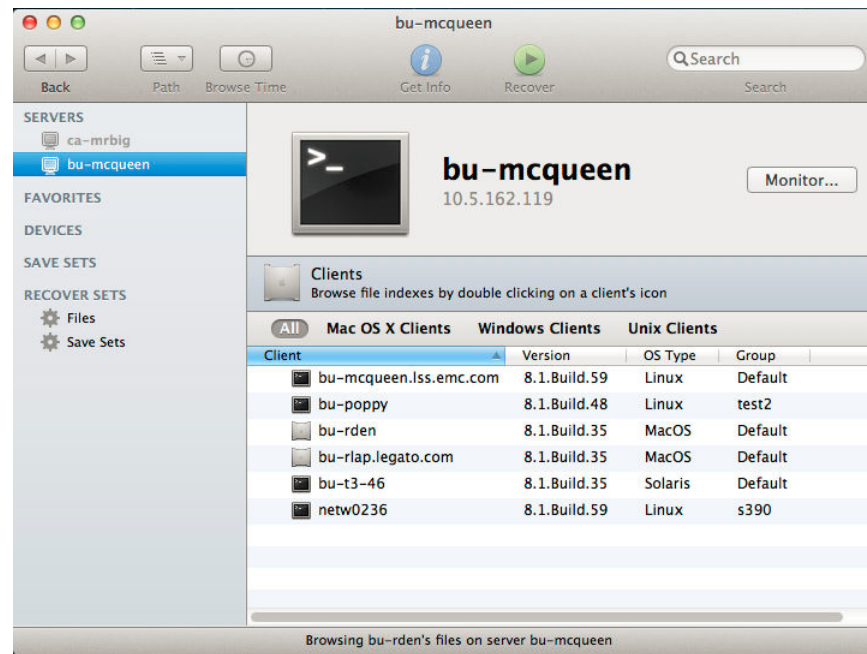 bu-mcqueen
Search
Back Path Browse Time Get Info Recover Search
SERVERS
ca-mrbig
bu-mcqueen
FAVORITES
DEVICES
SAVE SETS
RECOVER SETS
Files
Save Sets
>_
bu-mcqueen
10.5.162.119
Monitor...
Clients
Browse file indexes by double clicking on a client's icon
All Mac OS X Clients Windows Clients Unix Clients
Client Version OS Type Group
bu-mcqueen.lss.emc.com 8.1.Build.59 Linux Default
bu-poppy 8.1.Build.48 Linux test2
bu-rden 8.1.Build.35 MacOS Default
bu-rlap.legato.com 8.1.Build.35 MacOS Default
bu-t3-46 8.1.Build.35 Solaris Default
netw0236 8.1.Build.59 Linux s390
Browsing bu-rden's files on server bu-mcqueen